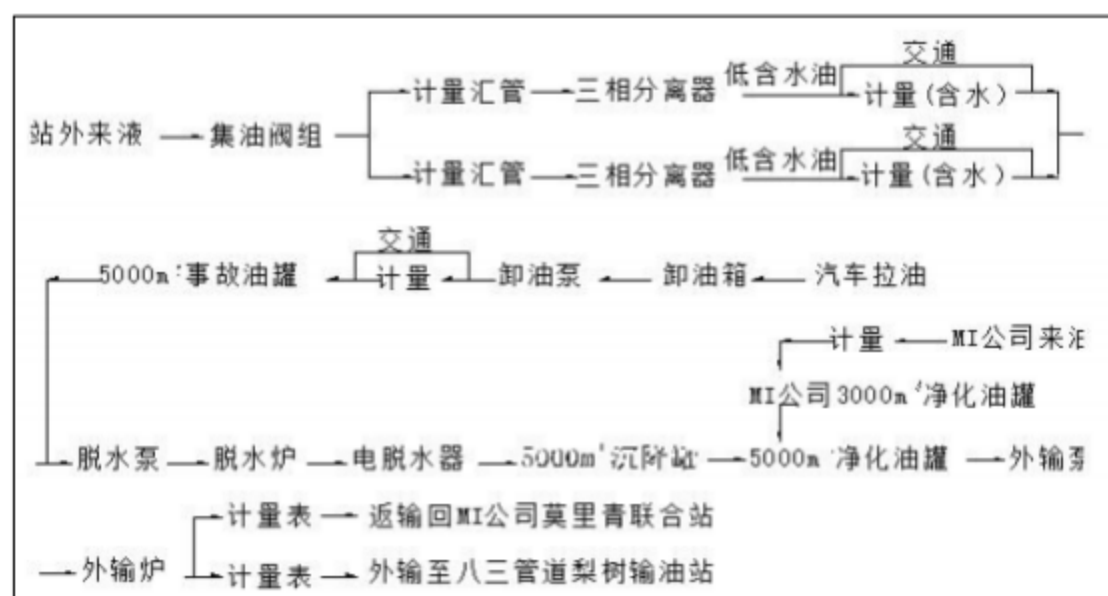 交通
计量汇管 三相分离器 低含水油 计量(含水)
站外来液 集油阀组
交通
计量汇管 三相分离器 低含水油 计量(含水)
交通
5000m³事故油罐 计量 卸油泵 卸油箱 汽车拉油
计量 MI公司来油
MI公司3000m³净化油罐
脱水泵 脱水炉 电脱水器 5000m³沉降罐 5000m³净化油罐 外输泵
计量表 返输回MI公司莫里青联合站
外输炉
计量表 外输至八三管道梨树输油站